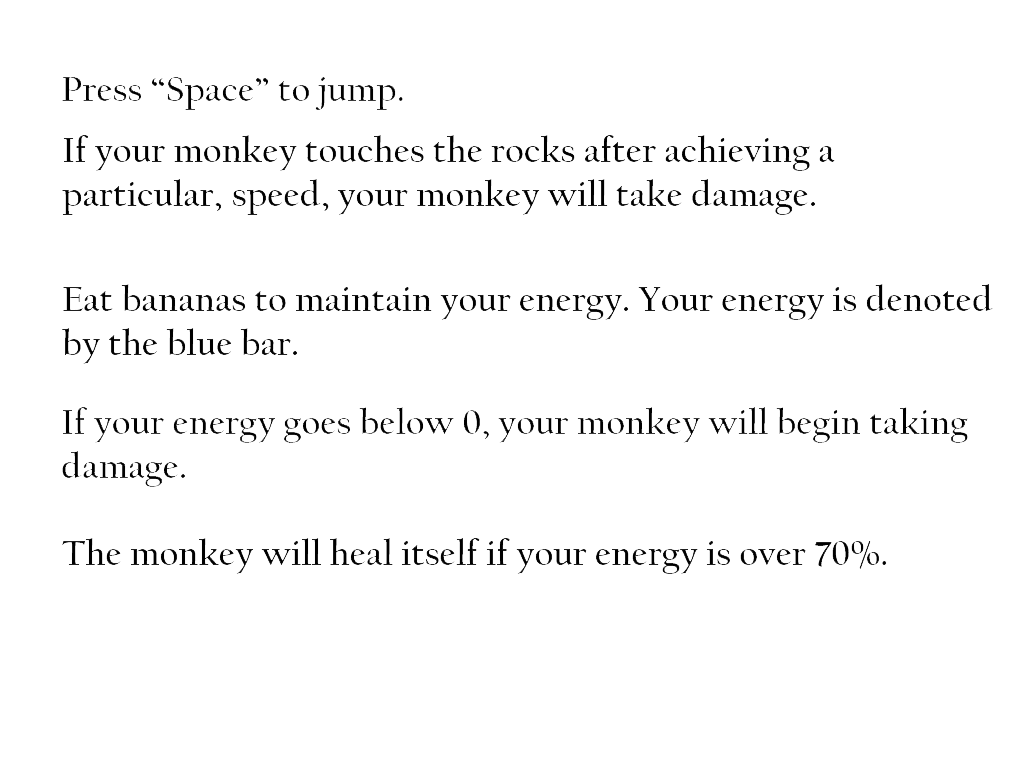 Press “Space” to jump.
If your monkey touches the rocks after achieving a
particular, speed, your monkey will take damage.
Eat bananas to maintain your energy. Your energy is denoted
by the blue bar.
If your energy goes below 0, your monkey will begin taking
damage.
The monkey will heal itself if your energy is over 70%.